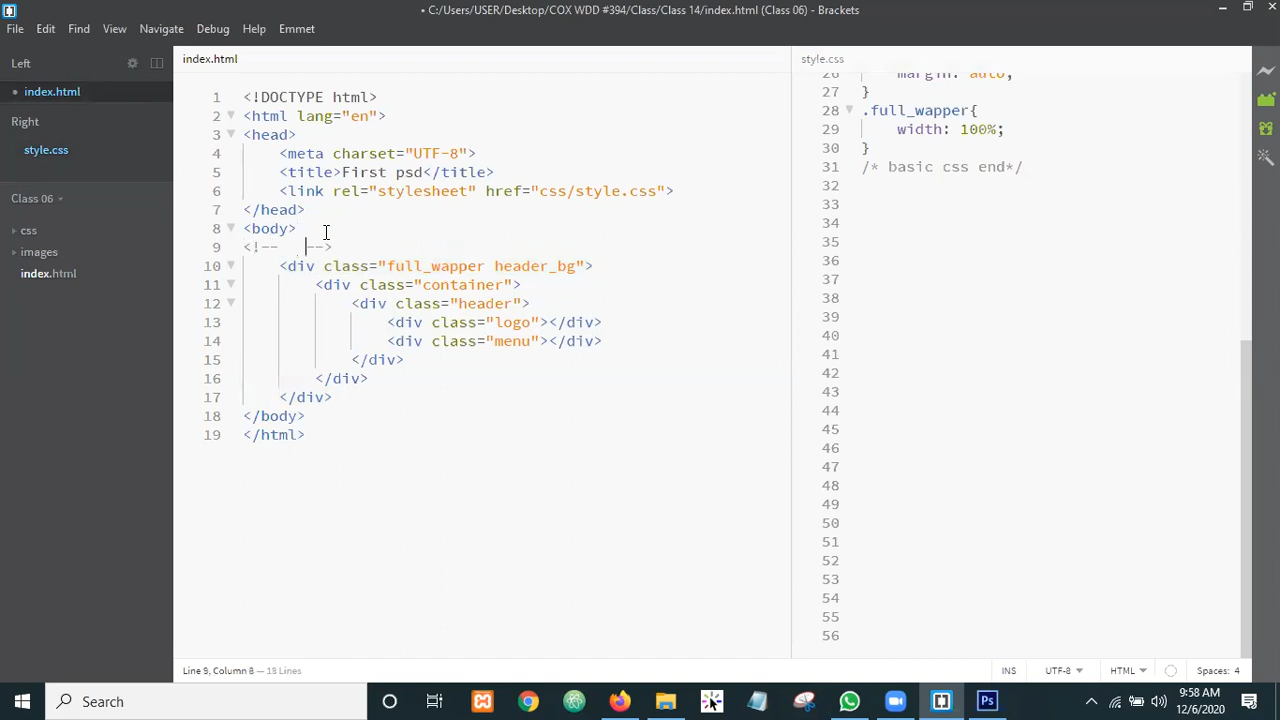 • C:/Users/USER/Desktop/COX WDD #394/Class/Class 14/index.html (Class 06) - Brackets
File Edit Find View Navigate Debug Help Emmet
Left
• index.html
Right
style.css
Class 06
css
images
index.html
index.html
1 <!DOCTYPE html>
2 <html lang="en">
3 <head>
4 <meta charset="UTF-8">
5 <title>First psd</title>
6 <link rel="stylesheet" href="css/style.css">
7 </head>
8 <body>
9 <!-- -->
10 <div class="full_wapper header_bg">
11 <div class="container">
12 <div class="header">
13 <div class="logo"></div>
14 <div class="menu"></div>
15 </div>
16 </div>
17 </div>
18 </body>
19 </html>
style.css
26 margin: auto;
27 }
28 .full_wapper{
29 width: 100%;
30 }
31 /* basic css end*/
32
33
34
35
36
37
38
39
40
41
42
43
44
45
46
47
48
49
50
51
52
53
54
55
56
Line 9, Column 8 — 19 Lines
INS UTF-8 HTML Spaces: 4
Search
9:58 AM
12/6/2020